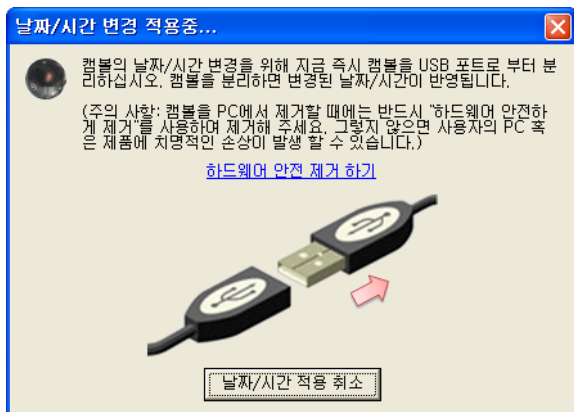 날짜/시간 변경 적용중...
캠볼의 날짜/시간 변경을 위해 지금 즉시 캠볼을 USB 포트로 부터 분
리하십시오. 캠볼을 분리하면 변경된 날짜/시간이 반영됩니다.
(주의 사항: 캠볼을 PC에서 제거할 때에는 반드시 "하드웨어 안전하
게 제거"를 사용하여 제거해 주세요. 그렇지 않으면 사용자의 PC 혹
은 제품에 치명적인 손상이 발생 할 수 있습니다.)
하드웨어 안전 제거 하기
날짜/시간 적용 취소